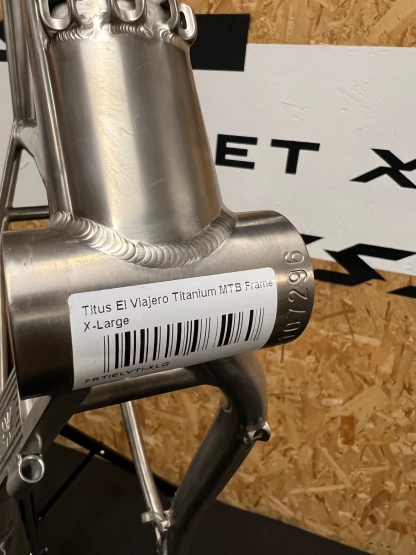 ET X
Titus El Viajero Titanium MTB Frame
X-Large
FRTIELVTI-XLG
107296